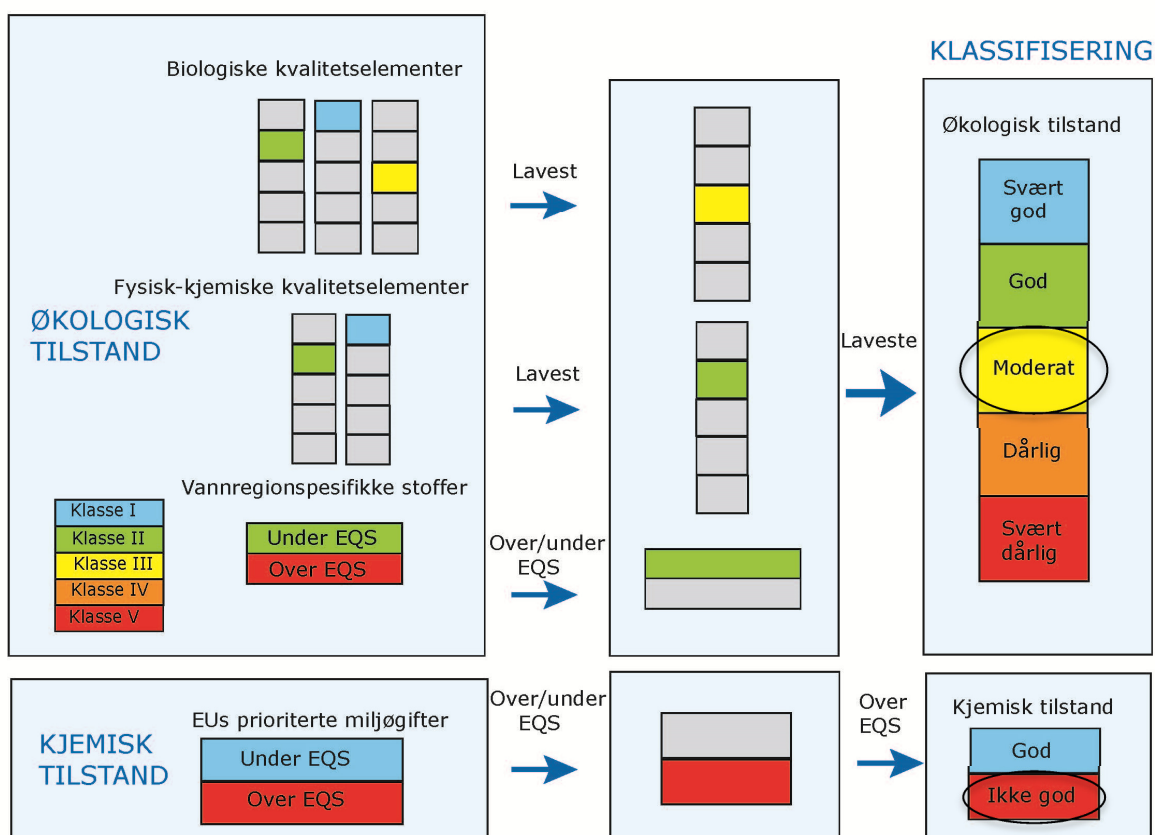 KLASSIFISERING
Biologiske kvalitetselementer
Lavest
Fysisk-kjemiske kvalitetselementer
ØKOLOGISK
TILSTAND
Lavest
Vannregionspesifikke stoffer
Klasse I
Klasse II
Klasse III
Klasse IV
Klasse V
Under EQS
Over EQS
Over/under
EQS
Laveste
Økologisk tilstand
Svært
god
God
Moderat
Dårlig
Svært
dårlig
KJEMISK
TILSTAND
EUs prioriterte miljøgifter
Under EQS
Over EQS
Over/under
EQS
Over
EQS
Kjemisk tilstand
God
Ikke god